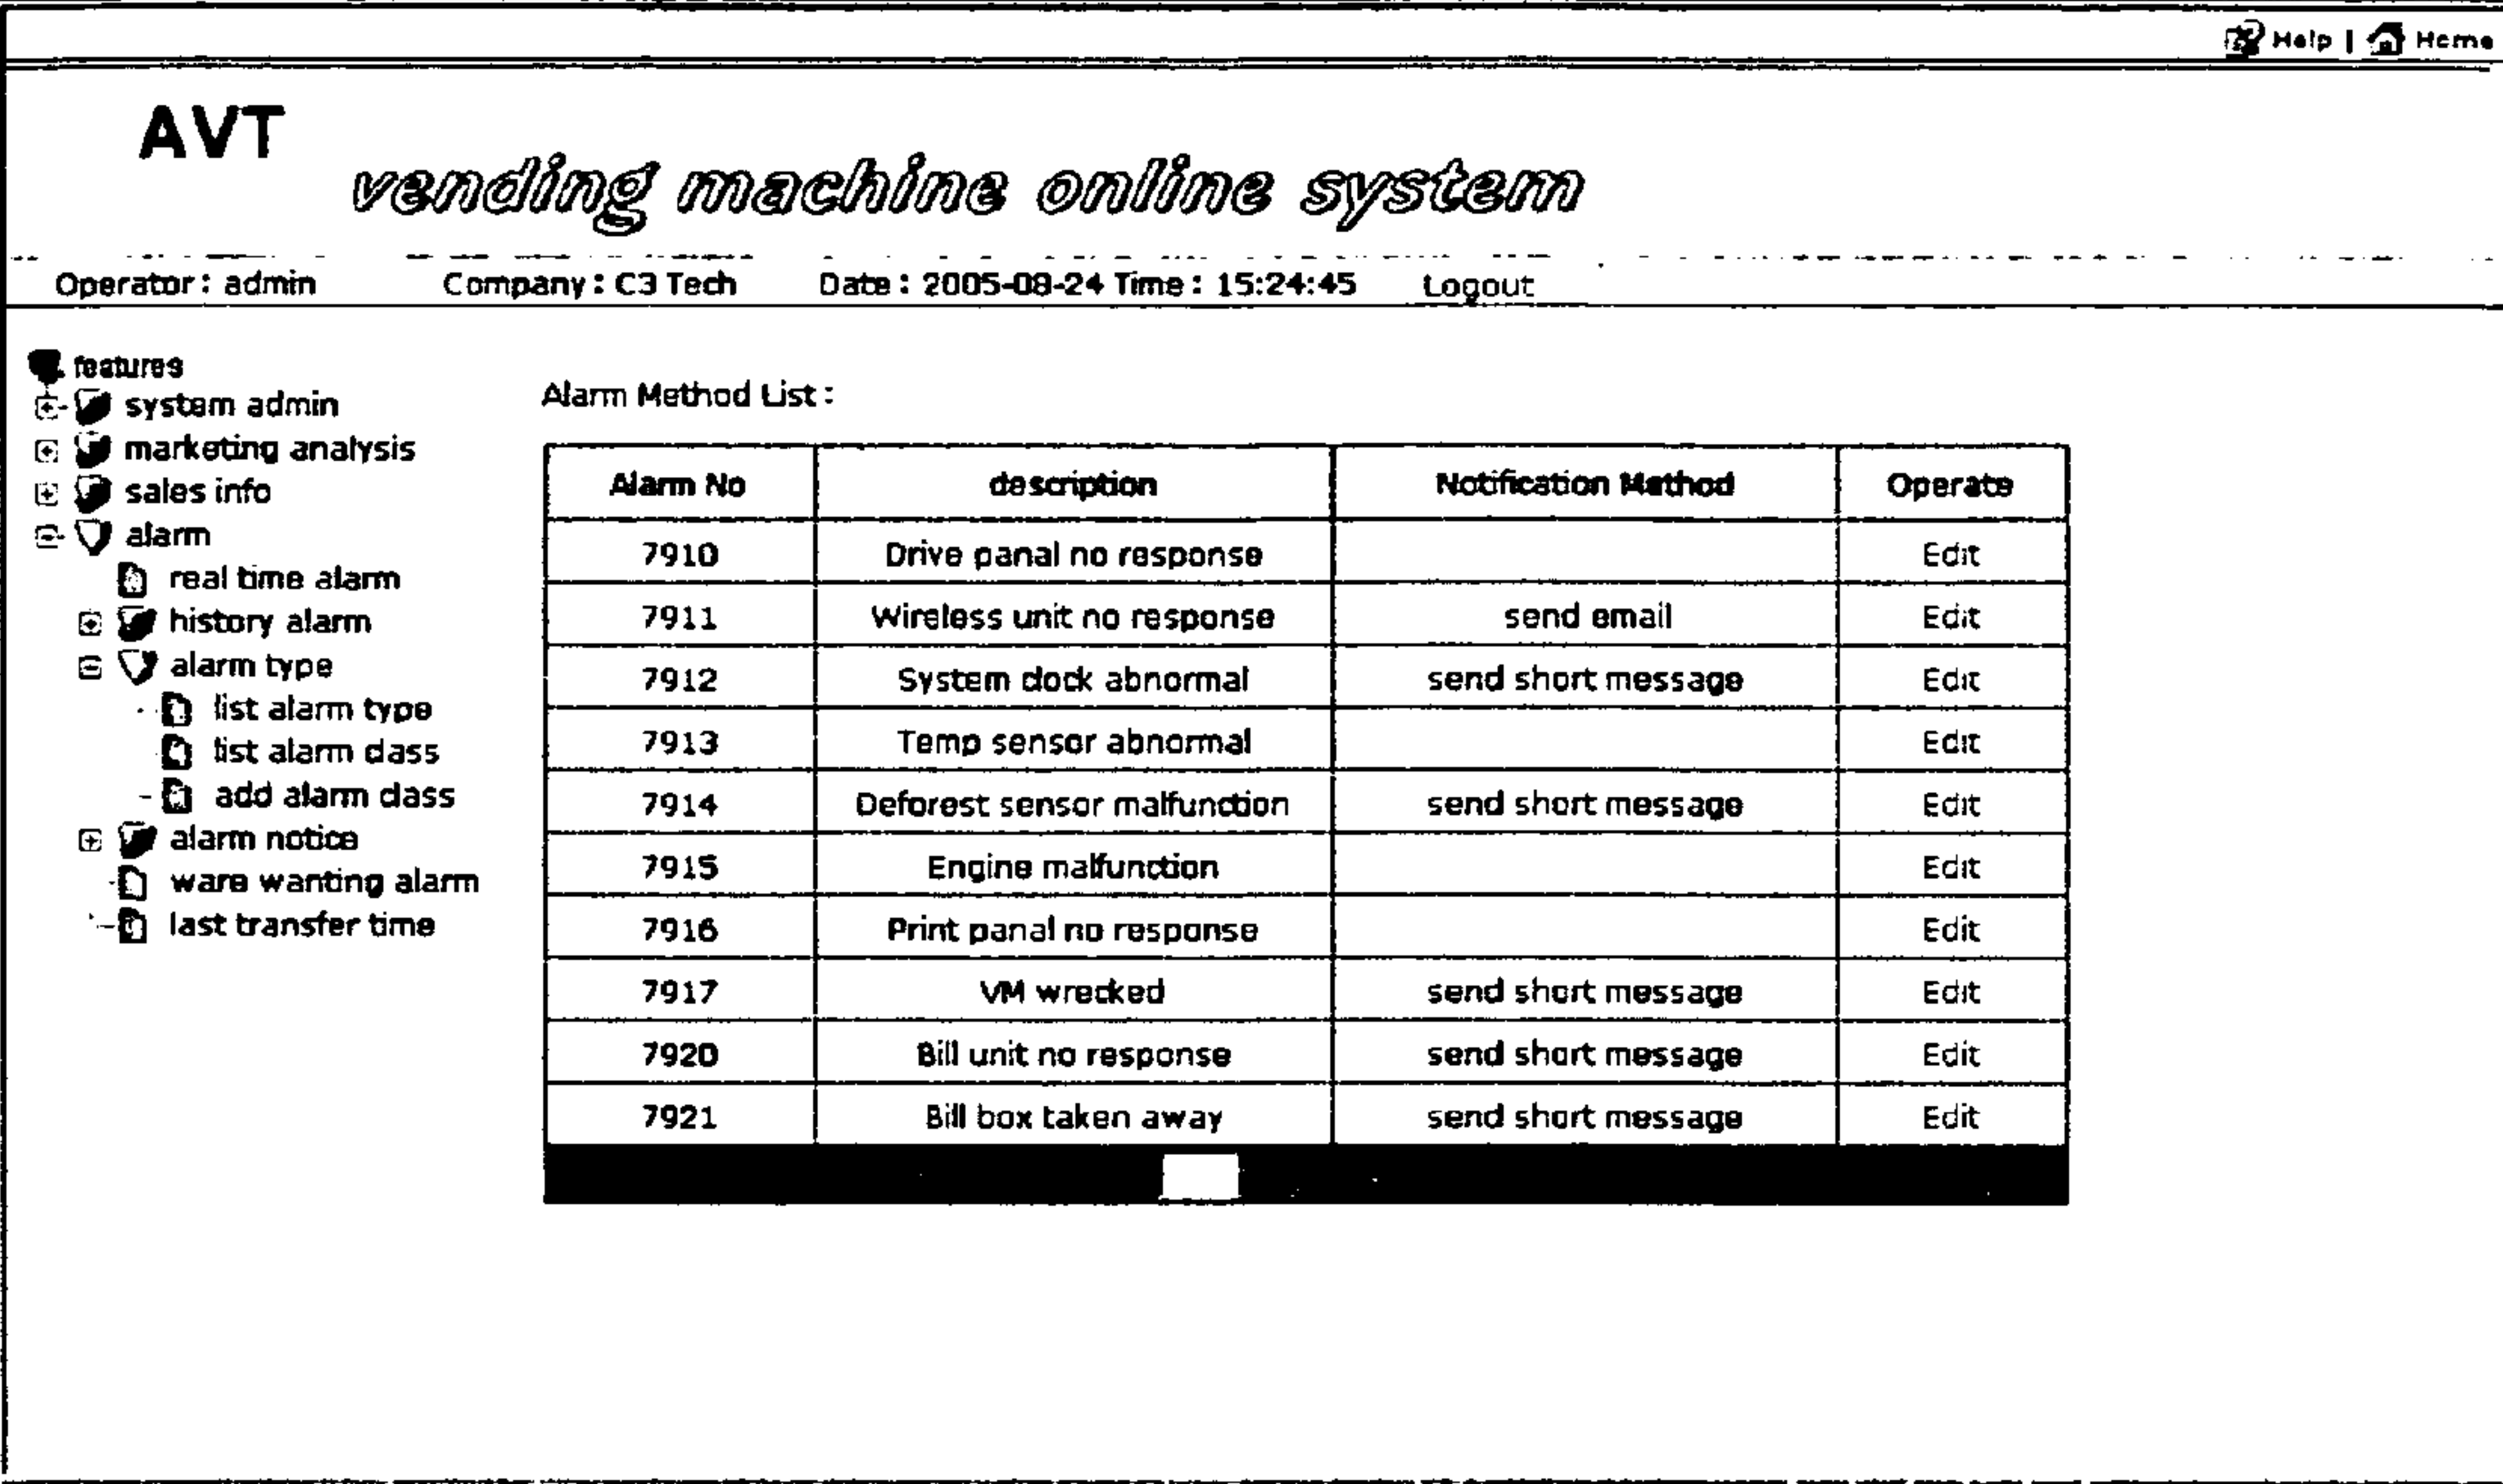 Help | Home
AVT
vending machine online system
Operator: admin Company: C3 Tech Date: 2005-08-24 Time: 15:24:45 Logout
features
system admin
marketing analysis
sales info
alarm
real time alarm
history alarm
alarm type
list alarm type
list alarm class
add alarm class
alarm notice
ware wanting alarm
last transfer time
Alarm Method List:
Alarm No description Notification Method Operate
7910 Drive panal no response Edit
7911 Wireless unit no response send email Edit
7912 System clock abnormal send short message Edit
7913 Temp sensor abnormal Edit
7914 Deforest sensor malfunction send short message Edit
7915 Engine malfunction Edit
7916 Print panal no response Edit
7917 VM wrecked send short message Edit
7920 Bill unit no response send short message Edit
7921 Bill box taken away send short message Edit